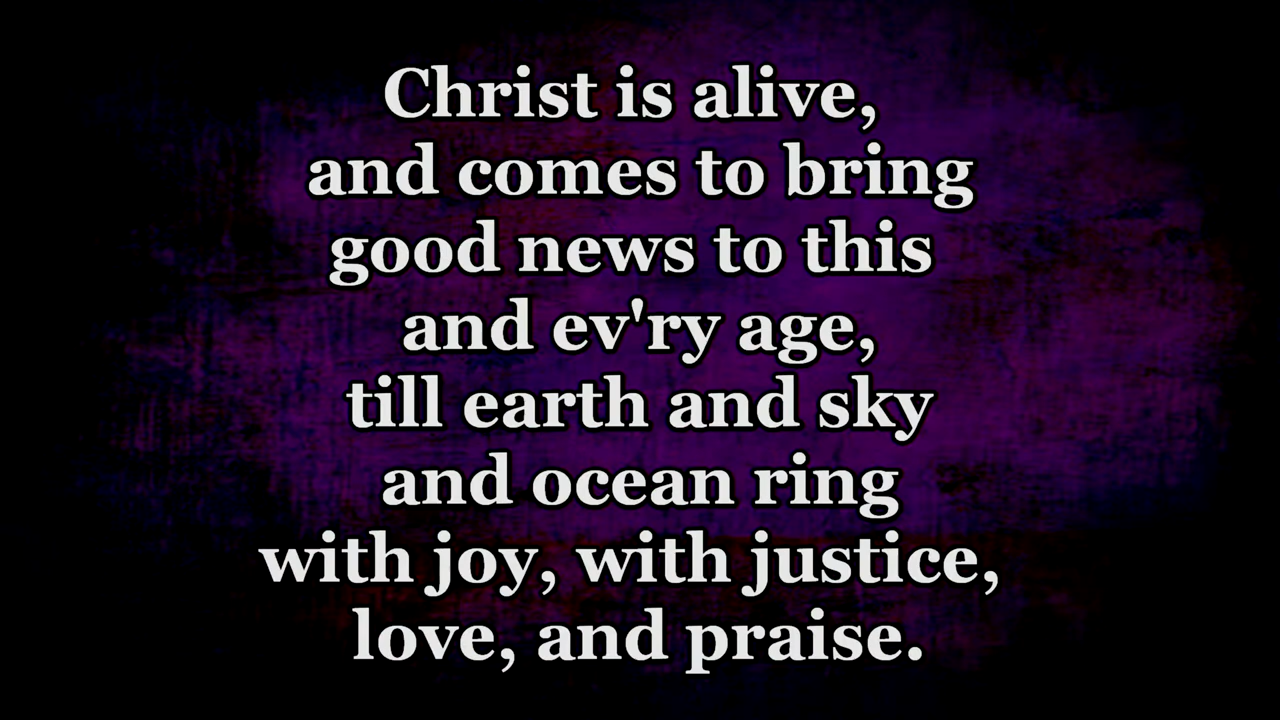 Christ is alive,
and comes to bring
good news to this
and ev'ry age,
till earth and sky
and ocean ring
with joy, with justice,
love, and praise.